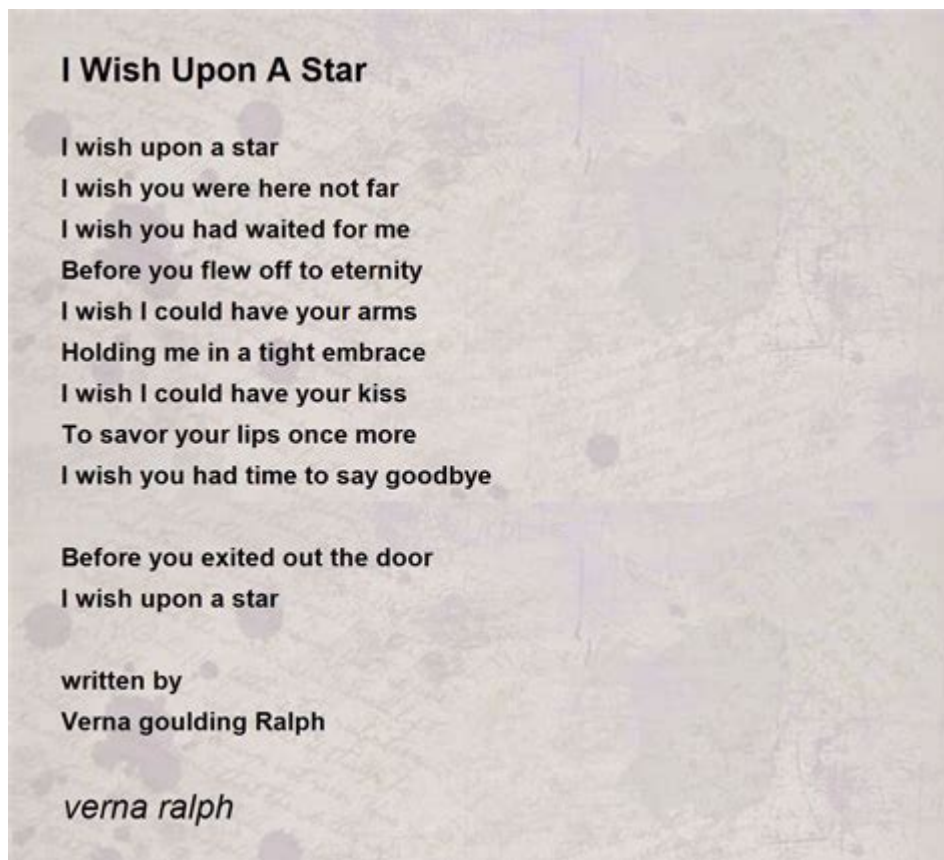 I Wish Upon A Star
I wish upon a star
I wish you were here not far
I wish you had waited for me
Before you flew off to eternity
I wish I could have your arms
Holding me in a tight embrace
I wish I could have your kiss
To savor your lips once more
I wish you had time to say goodbye
Before you exited out the door
I wish upon a star
written by
Verna goulding Ralph
verna ralph